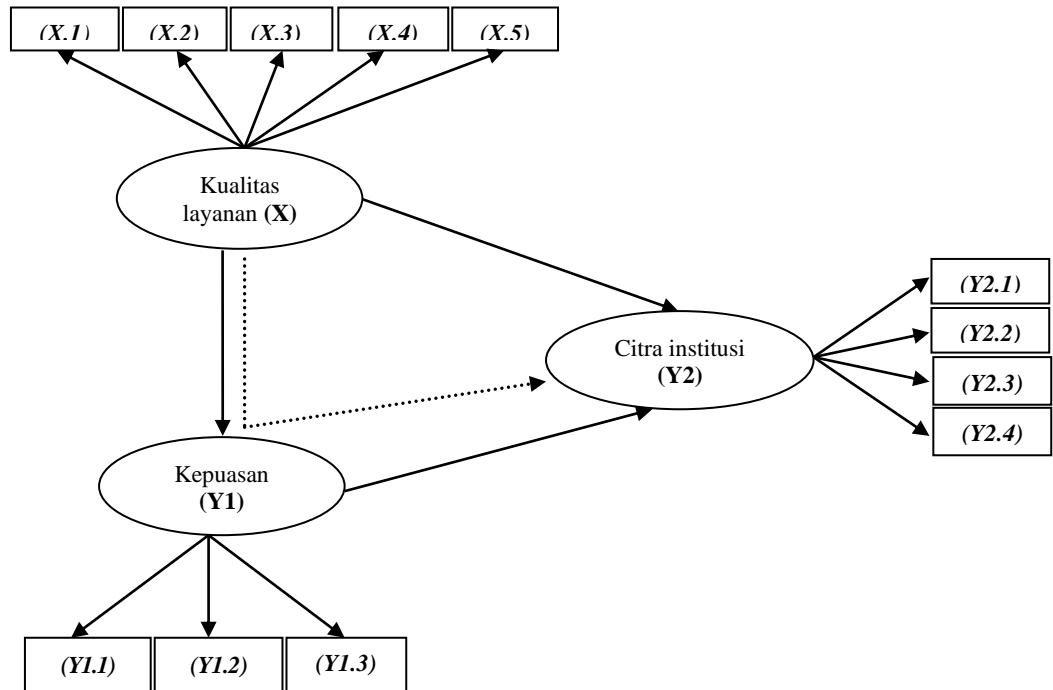 (X.1) (X.2) (X.3) (X.4) (X.5)
Kualitas
layanan (X)
(Y2.1)
(Y2.2)
Citra institusi
(Y2)
(Y2.3)
(Y2.4)
Kepuasan
(Y1)
(Y1.1) (Y1.2) (Y1.3)